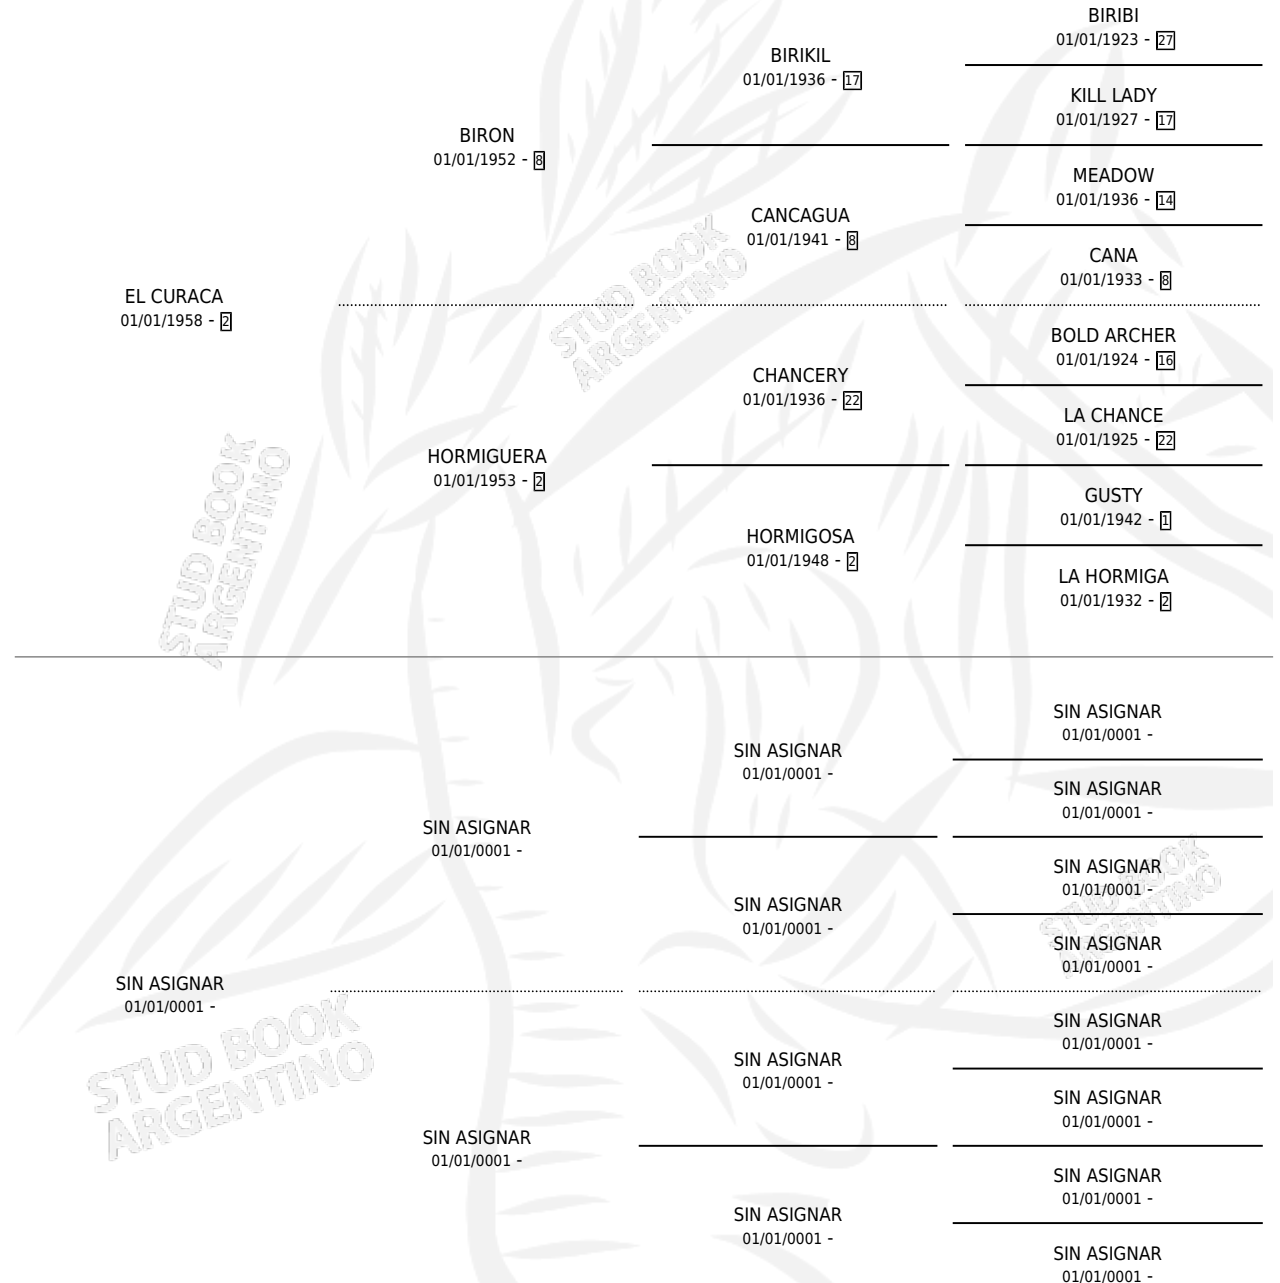 BIRIBI
01/01/1923 - 27
BIRIKIL
01/01/1936 - 17
KILL LADY
01/01/1927 - 17
BIRON
01/01/1952 - 8
MEADOW
01/01/1936 - 14
CANCAGUA
01/01/1941 - 8
CANA
01/01/1933 - 8
EL CURACA
01/01/1958 - 2
BOLD ARCHER
01/01/1924 - 16
CHANCERY
01/01/1936 - 22
LA CHANCE
01/01/1925 - 22
HORMIGUERA
01/01/1953 - 2
GUSTY
01/01/1942 - 1
HORMIGOSA
01/01/1948 - 2
LA HORMIGA
01/01/1932 - 2
STUD BOOK
ARGENTINO
STUD BOOK
ARGENTINO
SIN ASIGNAR
01/01/0001 -
SIN ASIGNAR
01/01/0001 -
SIN ASIGNAR
01/01/0001 -
SIN ASIGNAR
01/01/0001 -
SIN ASIGNAR
01/01/0001 -
SIN ASIGNAR
01/01/0001 -
SIN ASIGNAR
01/01/0001 -
SIN ASIGNAR
01/01/0001 -
SIN ASIGNAR
01/01/0001 -
SIN ASIGNAR
01/01/0001 -
SIN ASIGNAR
01/01/0001 -
SIN ASIGNAR
01/01/0001 -
SIN ASIGNAR
01/01/0001 -
SIN ASIGNAR
01/01/0001 -
SIN ASIGNAR
01/01/0001 -
STUD BOOK
ARGENTINO
STUD BOOK
ARGENTINO